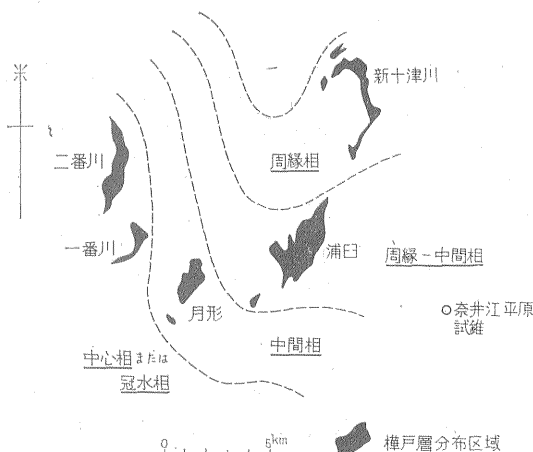 新十津川
二番川
周縁相
一番川
浦臼
周縁-中間相
月形
奈井江平原
試錐
中間相
中心相または
冠水相
0 5km
樺戸層分布区域